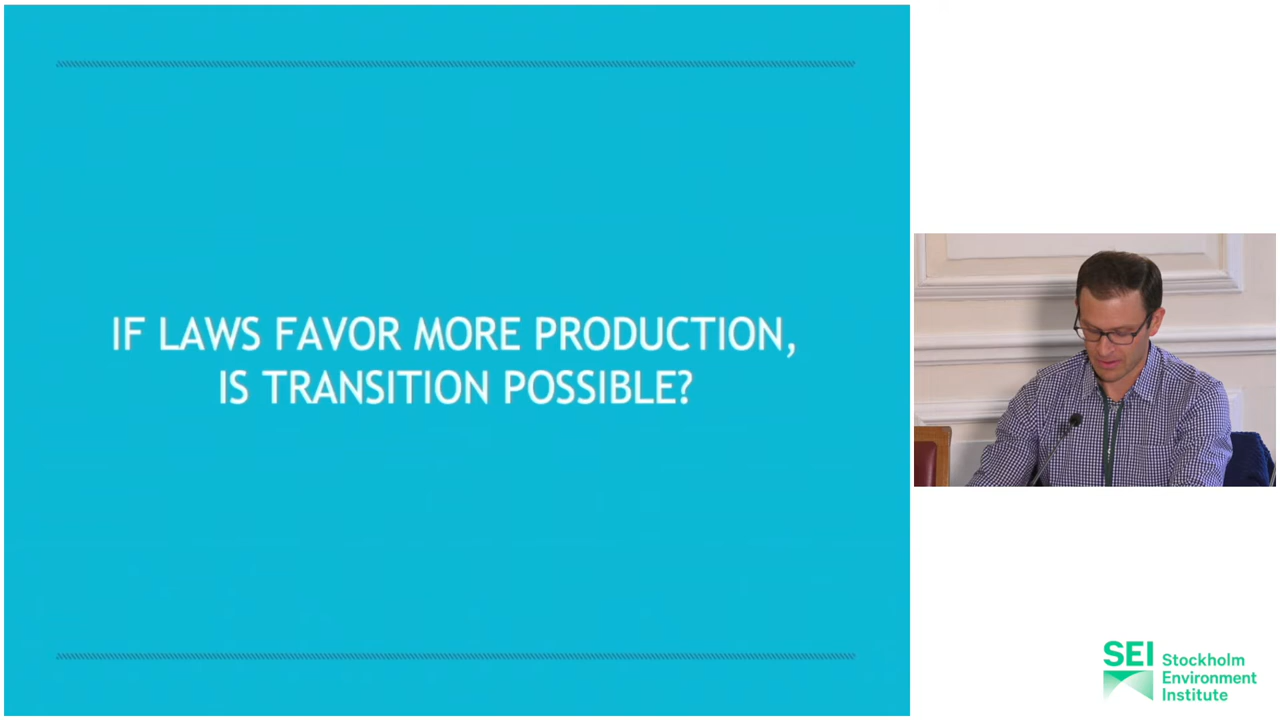 IF LAWS FAVOR MORE PRODUCTION,
IS TRANSITION POSSIBLE?
SEI Stockholm
Environment
Institute